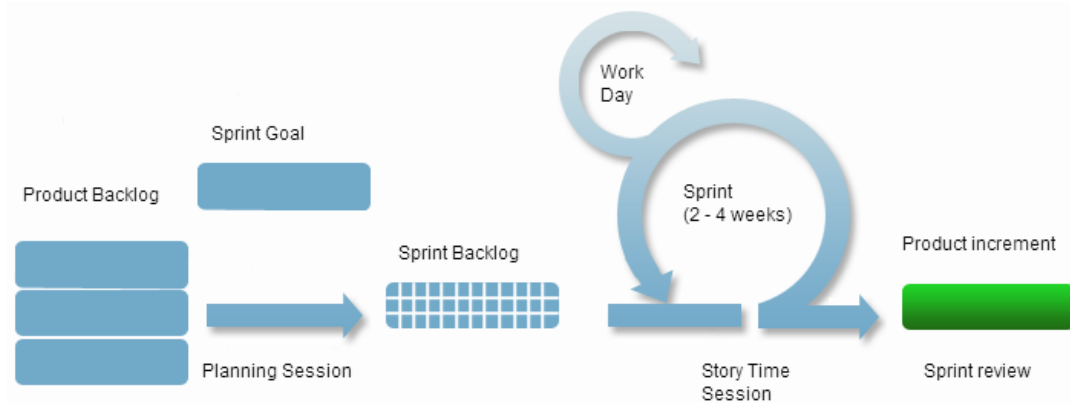 Work
Day
Sprint Goal
Product Backlog
Sprint
(2 - 4 weeks)
Sprint Backlog
Product increment
Planning Session
Story Time
Session
Sprint review